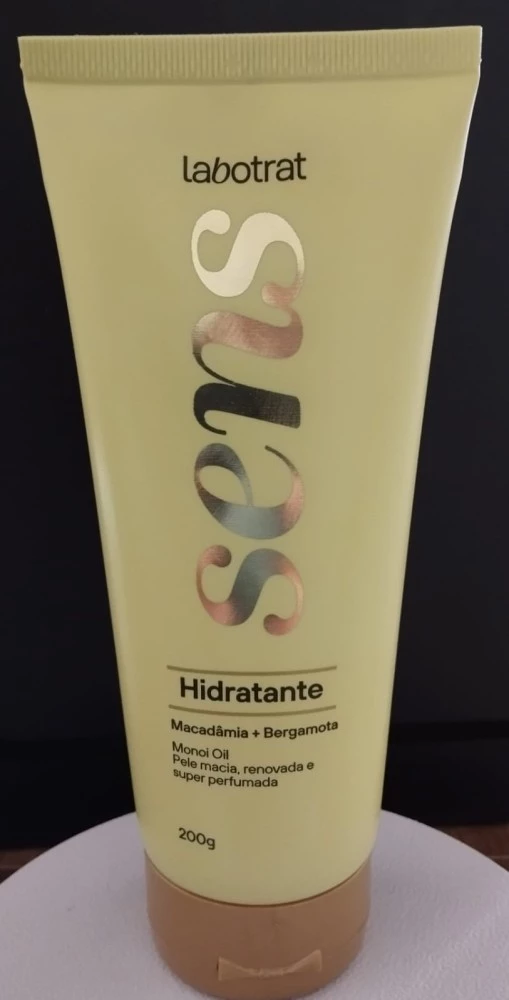 labotrat
sens
Hidratante
Macadâmia + Bergamota
Monoi Oil
Pele macia, renovada e
super perfumada
200g